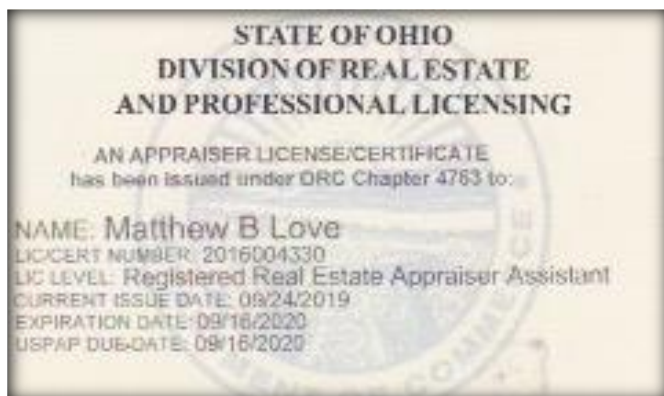 STATE OF OHIO
DIVISION OF REAL ESTATE
AND PROFESSIONAL LICENSING
AN APPRAISER LICENSE/CERTIFICATE
has been issued under ORC Chapter 4763 to:
NAME: Matthew B Love
LIC/CERT NUMBER: 2016004330
LIC LEVEL: Registered Real Estate Appraiser Assistant
CURRENT ISSUE DATE: 09/24/2019
EXPIRATION DATE: 09/16/2020
USPAP DUE DATE: 09/16/2020
COMMERCE